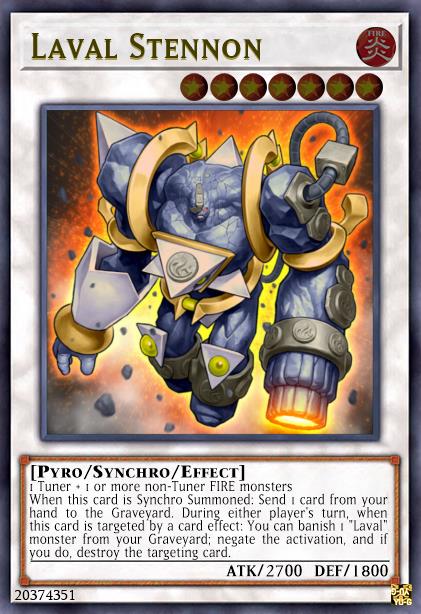 Laval Stennon
FIRE
炎
[Pyro/Synchro/Effect]
1 Tuner + 1 or more non-Tuner FIRE monsters
When this card is Synchro Summoned: Send 1 card from your
hand to the Graveyard. During either player's turn, when
this card is targeted by a card effect: You can banish 1 "Laval"
monster from your Graveyard; negate the activation, and if
you do, destroy the targeting card.
ATK/2700 DEF/1800
20374351